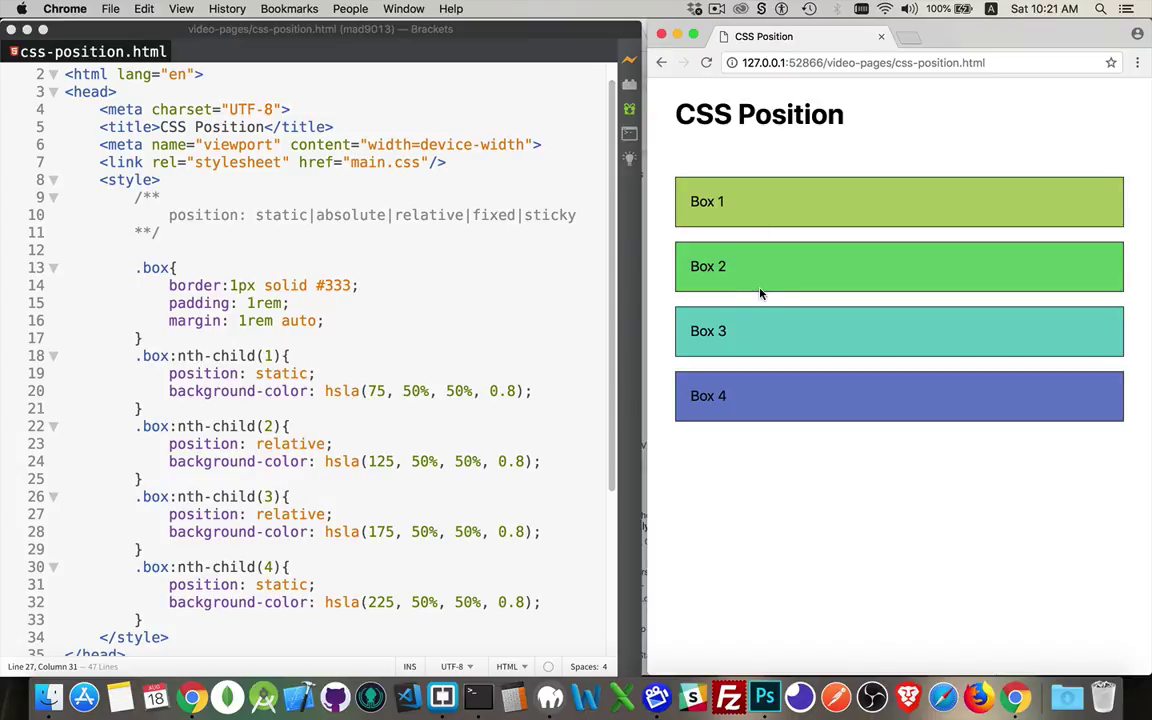 Chrome File Edit View History Bookmarks People Window Help 100% A Sat 10:21 AM
video-pages/css-position.html (mad9013) — Brackets
css-position.html
2 <html lang="en">
3 <head>
4 <meta charset="UTF-8">
5 <title>CSS Position</title>
6 <meta name="viewport" content="width=device-width">
7 <link rel="stylesheet" href="main.css"/>
8 <style>
9 /**
10 position: static|absolute|relative|fixed|sticky
11 **/
12
13 .box{
14 border:1px solid #333;
15 padding: 1rem;
16 margin: 1rem auto;
17 }
18 .box:nth-child(1){
19 position: static;
20 background-color: hsla(75, 50%, 50%, 0.8);
21 }
22 .box:nth-child(2){
23 position: relative;
24 background-color: hsla(125, 50%, 50%, 0.8);
25 }
26 .box:nth-child(3){
27 position: relative;
28 background-color: hsla(175, 50%, 50%, 0.8);
29 }
30 .box:nth-child(4){
31 position: static;
32 background-color: hsla(225, 50%, 50%, 0.8);
33 }
34 </style>
35 </head>
Line 27, Column 31 — 47 Lines INS UTF-8 HTML Spaces: 4
CSS Position
127.0.0.1:52866/video-pages/css-position.html
CSS Position
Box 1
Box 2
Box 3
Box 4
AUG
18